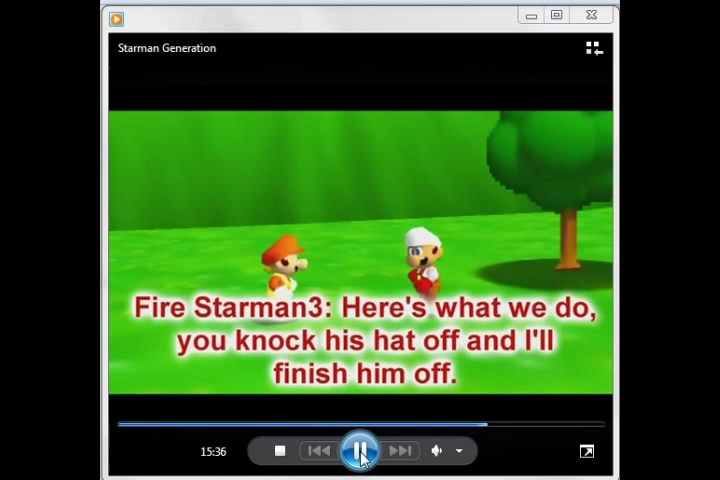 Starman Generation
Fire Starman3: Here's what we do,
you knock his hat off and I'll
finish him off.
15:36